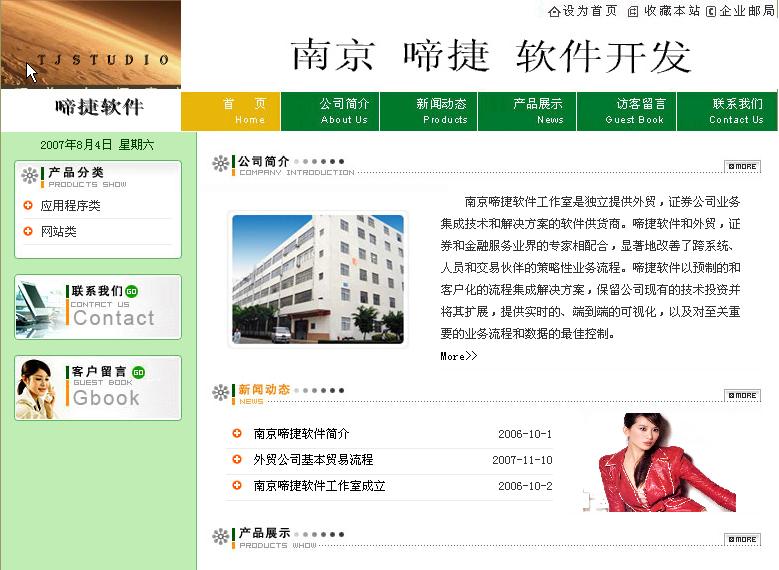 设为首页 收藏本站 企业邮局
TJSTUDIO
南京 啼捷 软件开发
啼捷软件
首 页 公司简介 新闻动态 产品展示 访客留言 联系我们
Home About Us Products News Guest Book Contact Us
2007年8月4日 星期六
产品分类
PRODUCTS SHOW
应用程序类
网站类
联系我们 GO
CONTACT US
Contact
客户留言 GO
GUEST BOOK
Gbook
公司简介
COMPANY INTRODUCTION
MORE
南京啼捷软件工作室是独立提供外贸，证券公司业务
集成技术和解决方案的软件供货商。啼捷软件和外贸，证
券和金融服务业界的专家相配合，显著地改善了跨系统、
人员和交易伙伴的策略性业务流程。啼捷软件以预制的和
客户化的流程集成解决方案，保留公司现有的技术投资并
将其扩展，提供实时的、端到端的可视化，以及对至关重
要的业务流程和数据的最佳控制。
More>>
新闻动态
NEWS
MORE
南京啼捷软件简介 2006-10-1
外贸公司基本贸易流程 2007-11-10
南京啼捷软件工作室成立 2006-10-2
产品展示
PRODUCTS WHOW
MORE